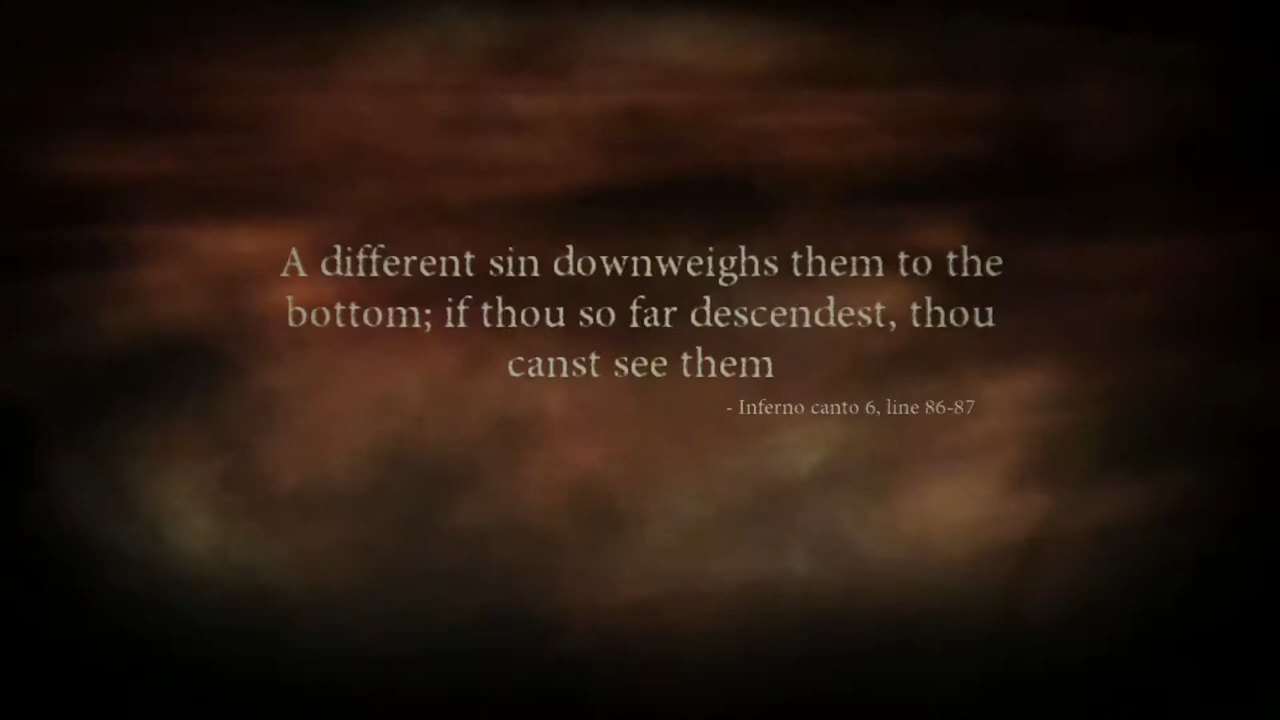 A different sin downweighs them to the
bottom; if thou so far descendest, thou
canst see them
- Inferno canto 6, line 86-87